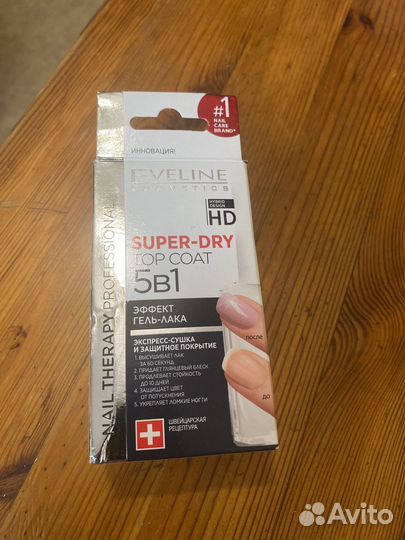 #1
NAIL CARE
BRAND*
ИННОВАЦИЯ!
EVELINE
COSMETICS
HYBRID
DESIGN
HD
SUPER-DRY
TOP COAT
5в1
ЭФФЕКТ
ГЕЛЬ-ЛАКА
ЭКСПРЕСС-СУШКА
И ЗАЩИТНОЕ ПОКРЫТИЕ
1. ВЫСУШИВАЕТ ЛАК
ЗА 60 СЕКУНД
2. ПРИДАЕТ ГЛЯНЦЕВЫЙ БЛЕСК
3. ПРОДЛЕВАЕТ СТОЙКОСТЬ
ДО 10 ДНЕЙ
4. ЗАЩИЩАЕТ ЦВЕТ
ОТ ПОТУСКНЕНИЯ
5. УКРЕПЛЯЕТ ЛОМКИЕ НОГТИ
после
до
ШВЕЙЦАРСКАЯ
РЕЦЕПТУРА
NAIL THERAPY PROFESSIONAL
Avito